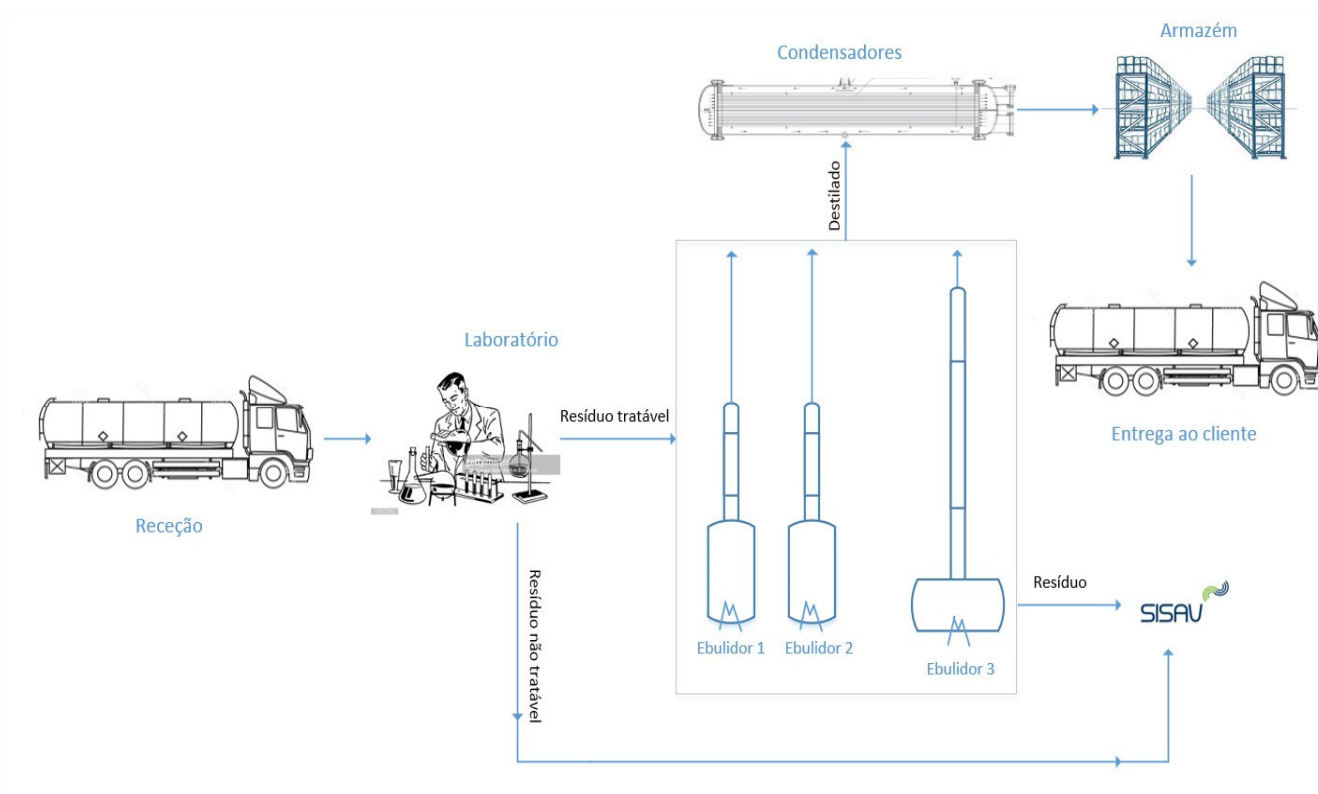 Armazém
Condensadores
Destilado
Laboratório
Resíduo tratável
Entrega ao cliente
Receção
Resíduo não tratável
Resíduo
SISAV
Ebulidor 1
Ebulidor 2
Ebulidor 3